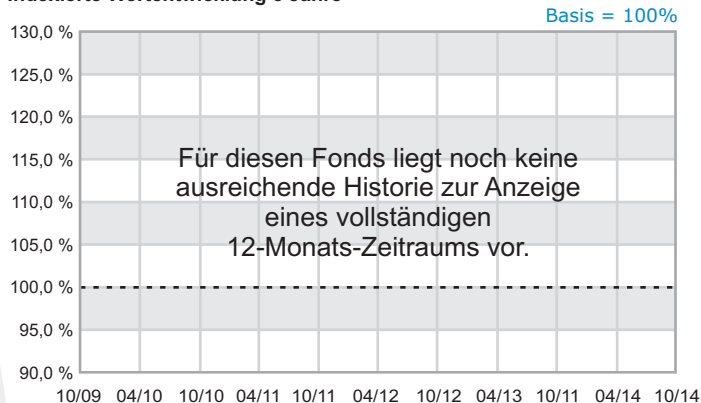 Basis = 100%
130,0 %
125,0 %
120,0 %
115,0 %
110,0 %
105,0 %
100,0 %
95,0 %
90,0 %
Für diesen Fonds liegt noch keine
ausreichende Historie zur Anzeige
eines vollständigen
12-Monats-Zeitraums vor.
10/09 04/10 10/10 04/11 10/11 04/12 10/12 04/13 10/11 04/14 10/14